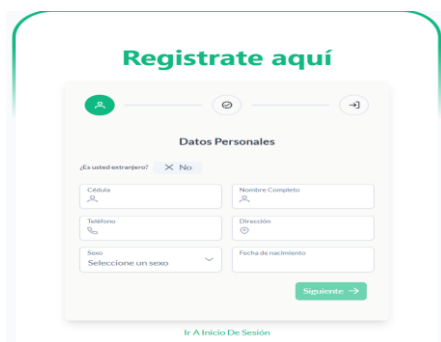 Registrate aquí
Datos Personales
¿Es usted extranjero? No
Cédula
Nombre Completo
Teléfono
Dirección
Sexo
Seleccione un sexo
Fecha de nacimiento
Siguiente
Ir A Inicio De Sesión